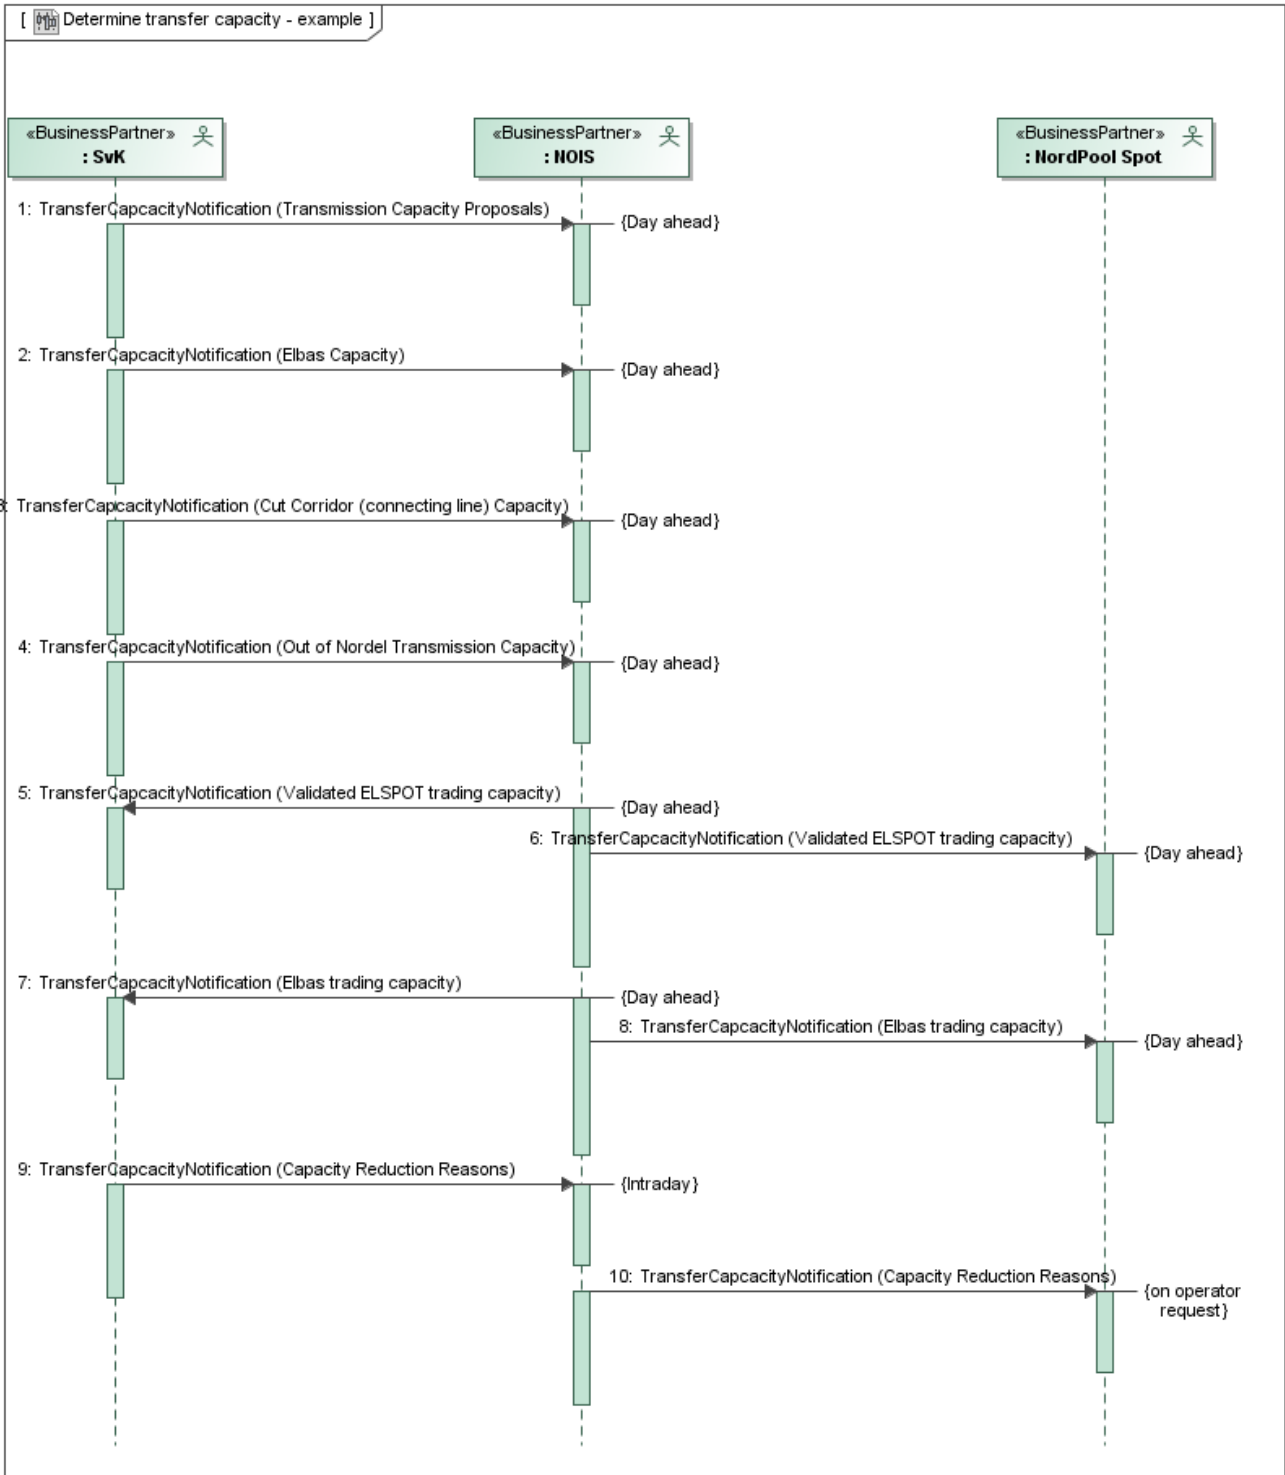 [ Determine transfer capacity - example ]
«BusinessPartner»
: SvK
«BusinessPartner»
: NOIS
«BusinessPartner»
: NordPool Spot
1: TransferCapcacityNotification (Transmission Capacity Proposals)
{Day ahead}
2: TransferCapcacityNotification (Elbas Capacity)
{Day ahead}
3: TransferCapcacityNotification (Cut Corridor (connecting line) Capacity)
{Day ahead}
4: TransferCapcacityNotification (Out of Nordel Transmission Capacity)
{Day ahead}
5: TransferCapcacityNotification (Validated ELSPOT trading capacity)
{Day ahead}
6: TransferCapcacityNotification (Validated ELSPOT trading capacity)
{Day ahead}
7: TransferCapcacityNotification (Elbas trading capacity)
{Day ahead}
8: TransferCapcacityNotification (Elbas trading capacity)
{Day ahead}
9: TransferCapcacityNotification (Capacity Reduction Reasons)
{Intraday}
10: TransferCapcacityNotification (Capacity Reduction Reasons)
{on operator
request}